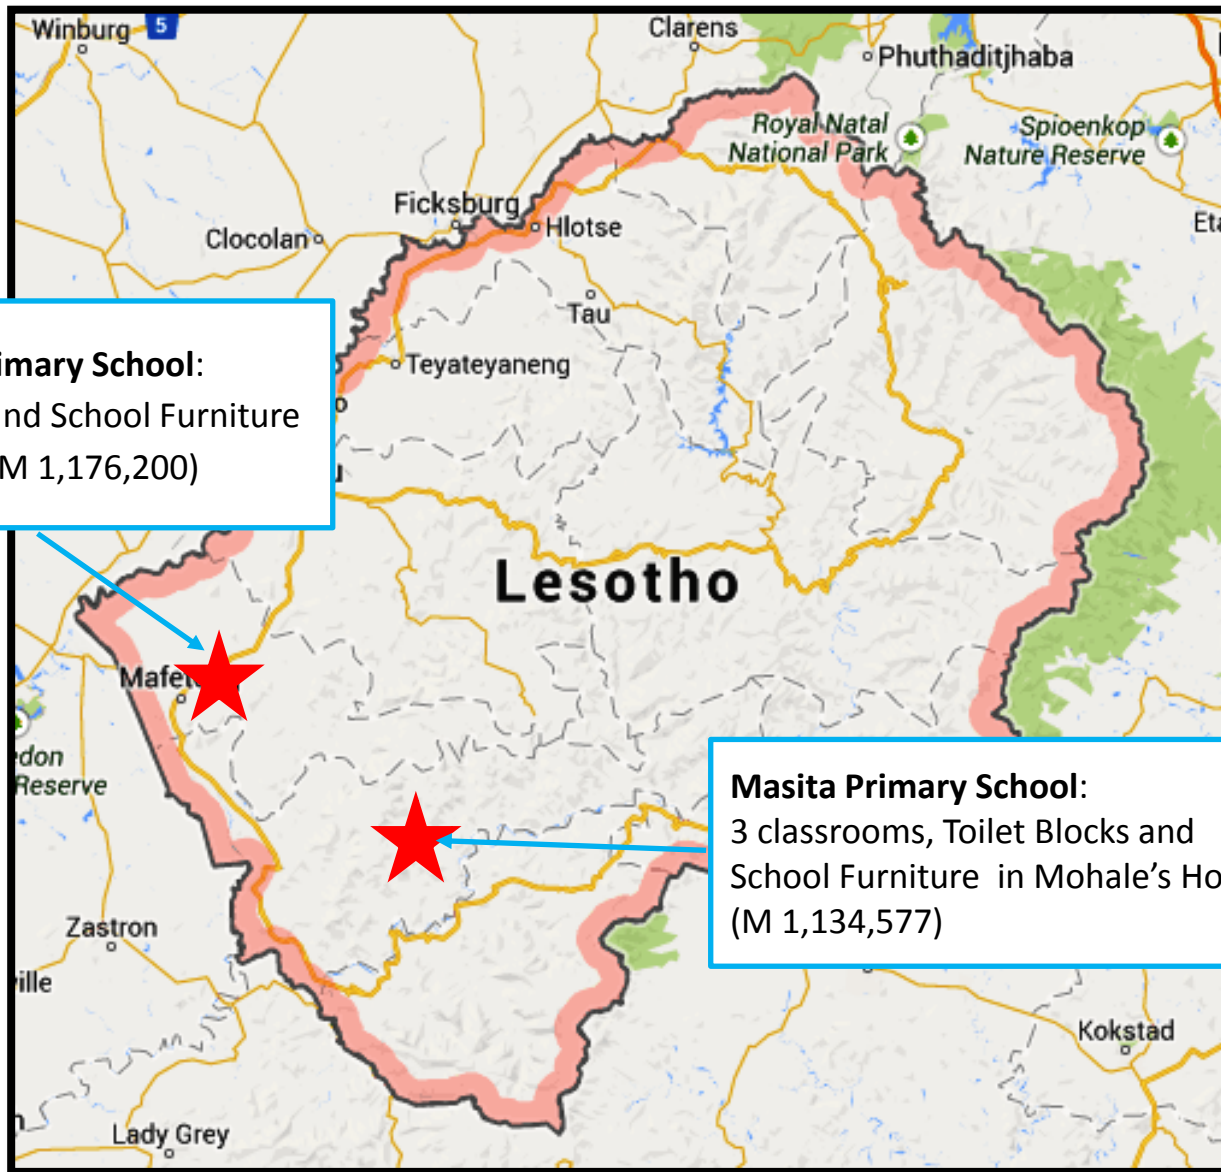 Winburg
5
Clarens
Phuthaditjhaba
Royal Natal
National Park
Spioenkop
Nature Reserve
Ficksburg
Hlotse
Clocolan
Tau
Teyateyaneng
imary School:
nd School Furniture
M 1,176,200)
Lesotho
Masita Primary School:
3 classrooms, Toilet Blocks and
School Furniture in Mohale's Ho
(M 1,134,577)
edon
Reserve
Zastron
ville
Kokstad
Lady Grey